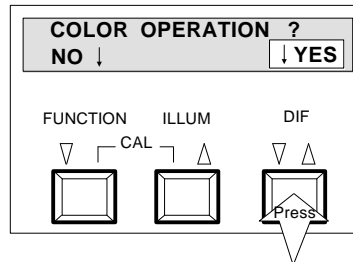 COLOR OPERATION ?
NO ↓ ↓ YES
FUNCTION ILLUM DIF
CAL
Press